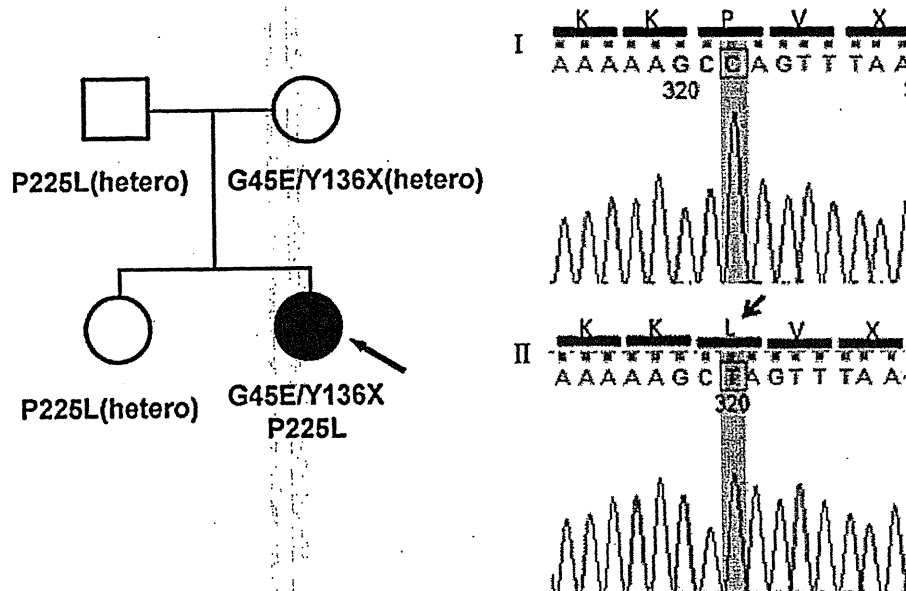 P225L(hetero)
G45E/Y136X(hetero)
P225L(hetero)
G45E/Y136X
P225L
I
K K P V X
A A A A A G C C A G T T T A A
320
II
K K L V X
A A A A A G C T A G T T T A A
320